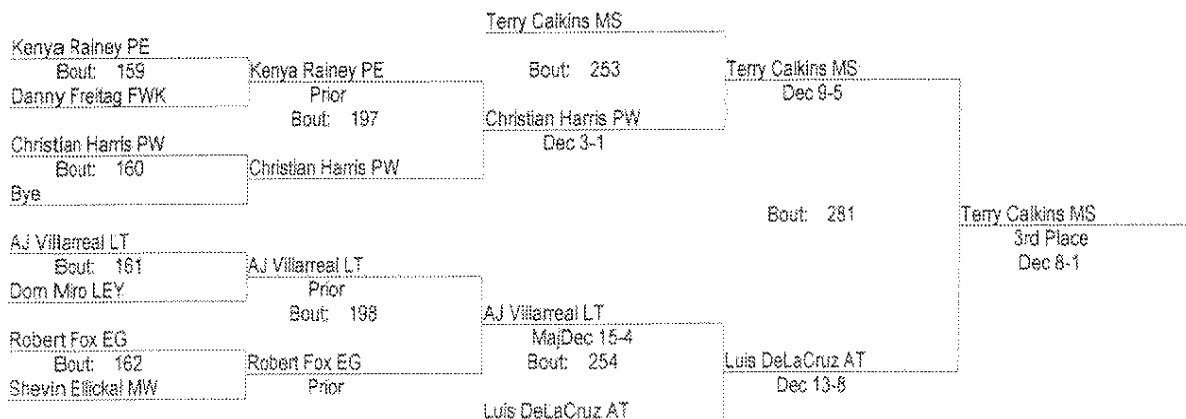 Terry Calkins MS
Kenya Rainey PE
Bout: 159
Danny Freitag FWK
Kenya Rainey PE
Prior
Bout: 197
Bout: 253
Terry Calkins MS
Dec 9-5
Christian Harris PW
Dec 3-1
Christian Harris PW
Bout: 160
Bye
Christian Harris PW
Bout: 281
Terry Calkins MS
3rd Place
Dec 8-1
AJ Villarreal LT
Bout: 161
Dom Miro LEY
AJ Villarreal LT
Prior
Bout: 198
AJ Villarreal LT
MajDec 15-4
Bout: 254
Robert Fox EG
Bout: 162
Shevin Ellickal MW
Robert Fox EG
Prior
Luis DeLaCruz AT
Dec 13-8
Luis DeLaCruz AT